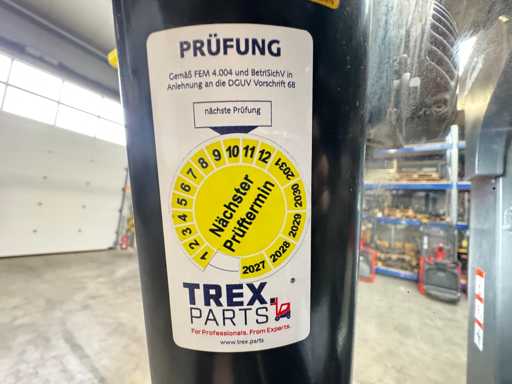 PRÜFUNG
Gemäß FEM 4.004 und BetrSichV in
Anlehnung an die DGUV Vorschrift 68
nächste Prüfung
1 2 3 4 5 6 7 8 9 10 11 12
2031 2030 2029 2028 2027
Nächster
Prüftermin
TREX.
PARTS
®
For Professionals. From Experts.
www.trex.parts